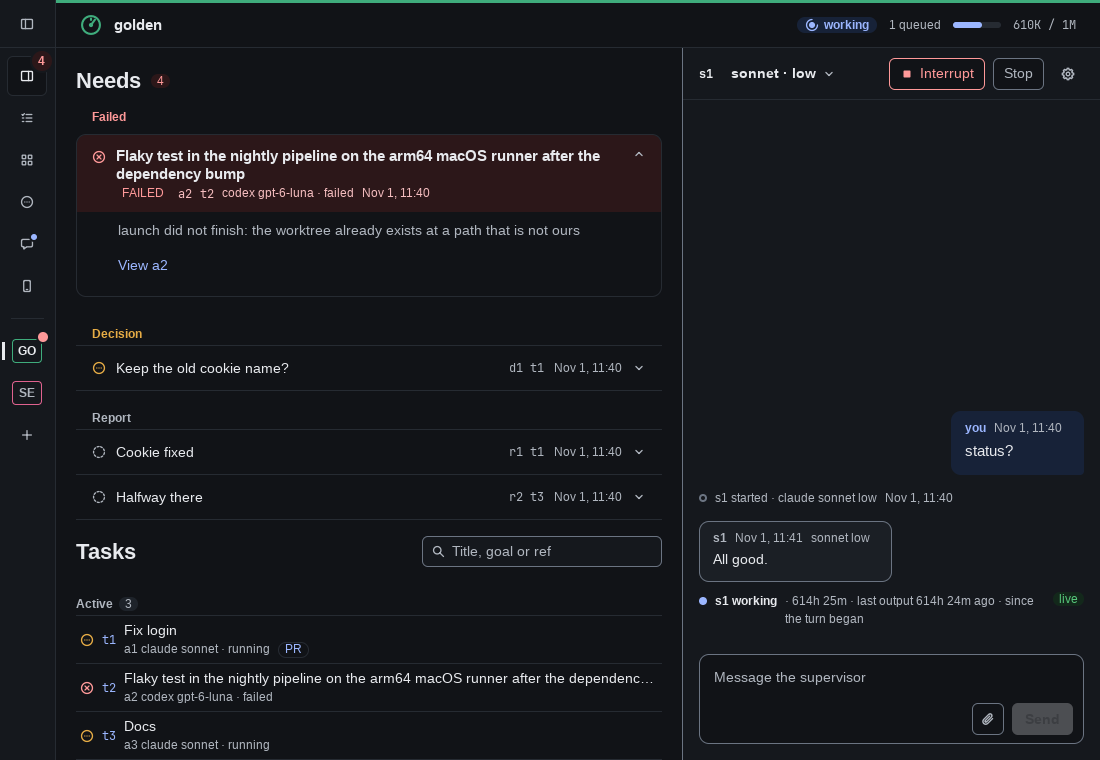 golden
working
1 queued
610K / 1M
4
GO
SE
Needs 4
Failed
Flaky test in the nightly pipeline on the arm64 macOS runner after the
dependency bump
FAILED a2 t2 codex gpt-6-luna · failed Nov 1, 11:40
launch did not finish: the worktree already exists at a path that is not ours
View a2
Decision
Keep the old cookie name? d1 t1 Nov 1, 11:40
Report
Cookie fixed r1 t1 Nov 1, 11:40
Halfway there r2 t3 Nov 1, 11:40
Tasks
Title, goal or ref
Active 3
t1 Fix login
a1 claude sonnet · running PR
t2 Flaky test in the nightly pipeline on the arm64 macOS runner after the dependenc…
a2 codex gpt-6-luna · failed
t3 Docs
a3 claude sonnet · running
s1 sonnet · low
Interrupt
Stop
you Nov 1, 11:40
status?
s1 started · claude sonnet low Nov 1, 11:40
s1 Nov 1, 11:41 sonnet low
All good.
s1 working · 614h 25m · last output 614h 24m ago · since
the turn began
live
Message the supervisor
Send